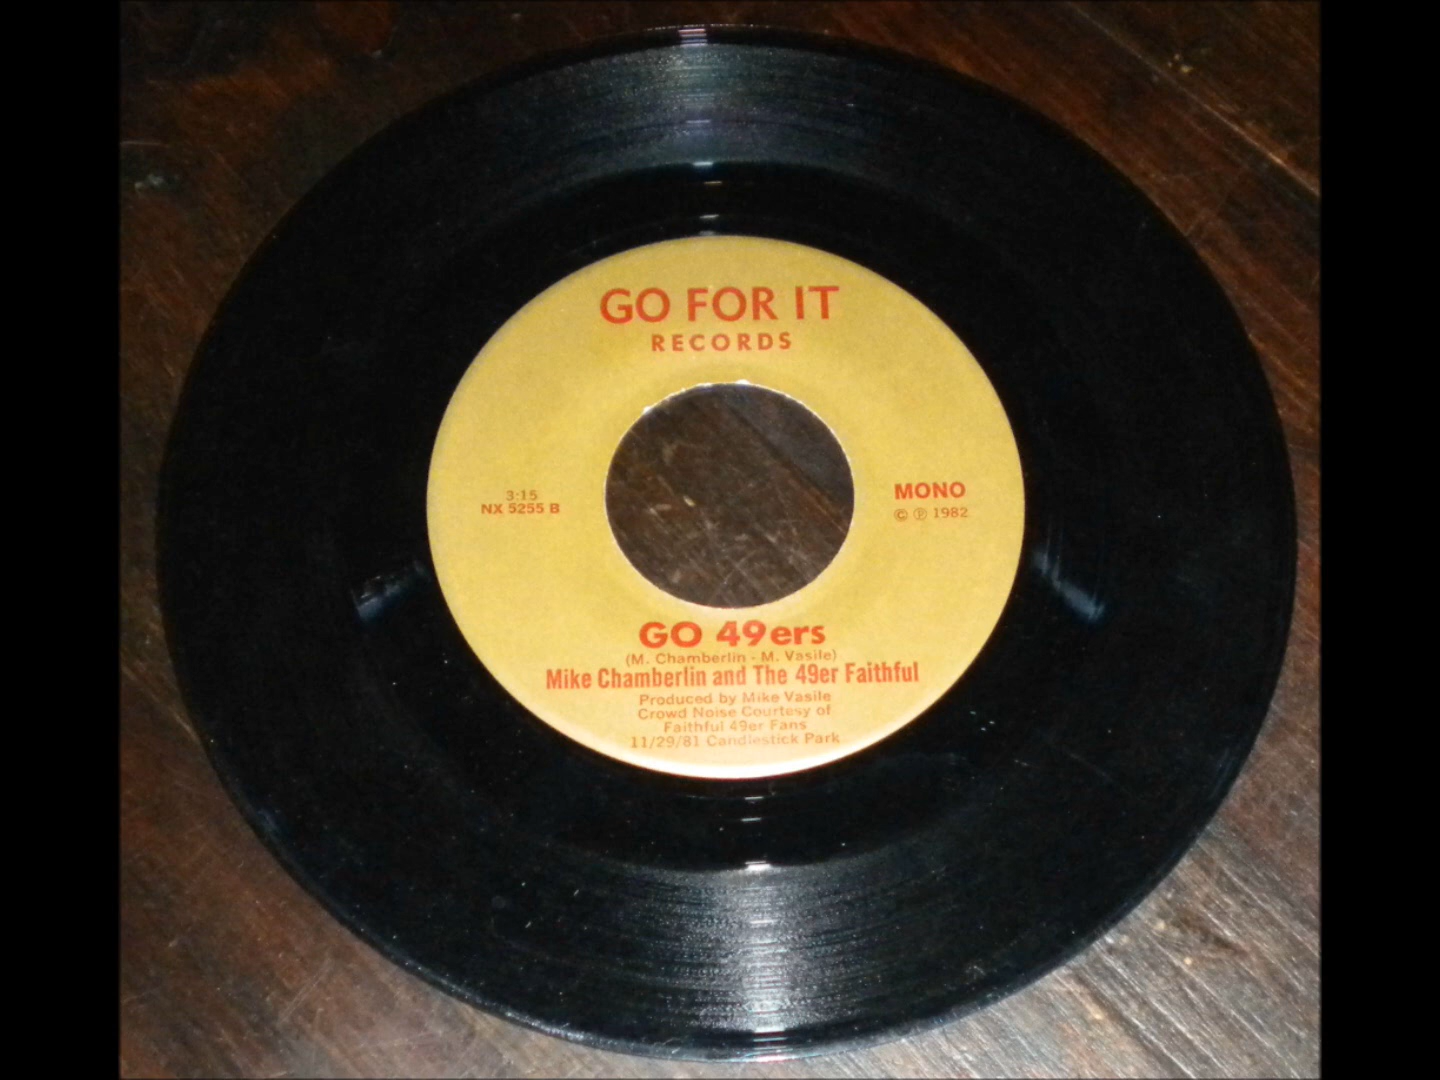 GO FOR IT
RECORDS
3:15
NX 5255 B
MONO
© ℗ 1982
GO 49ers
(M. Chamberlin - M. Vasile)
Mike Chamberlin and The 49er Faithful
Produced by Mike Vasile
Crowd Noise Courtesy of
Faithful 49er Fans
11/29/81 Candlestick Park